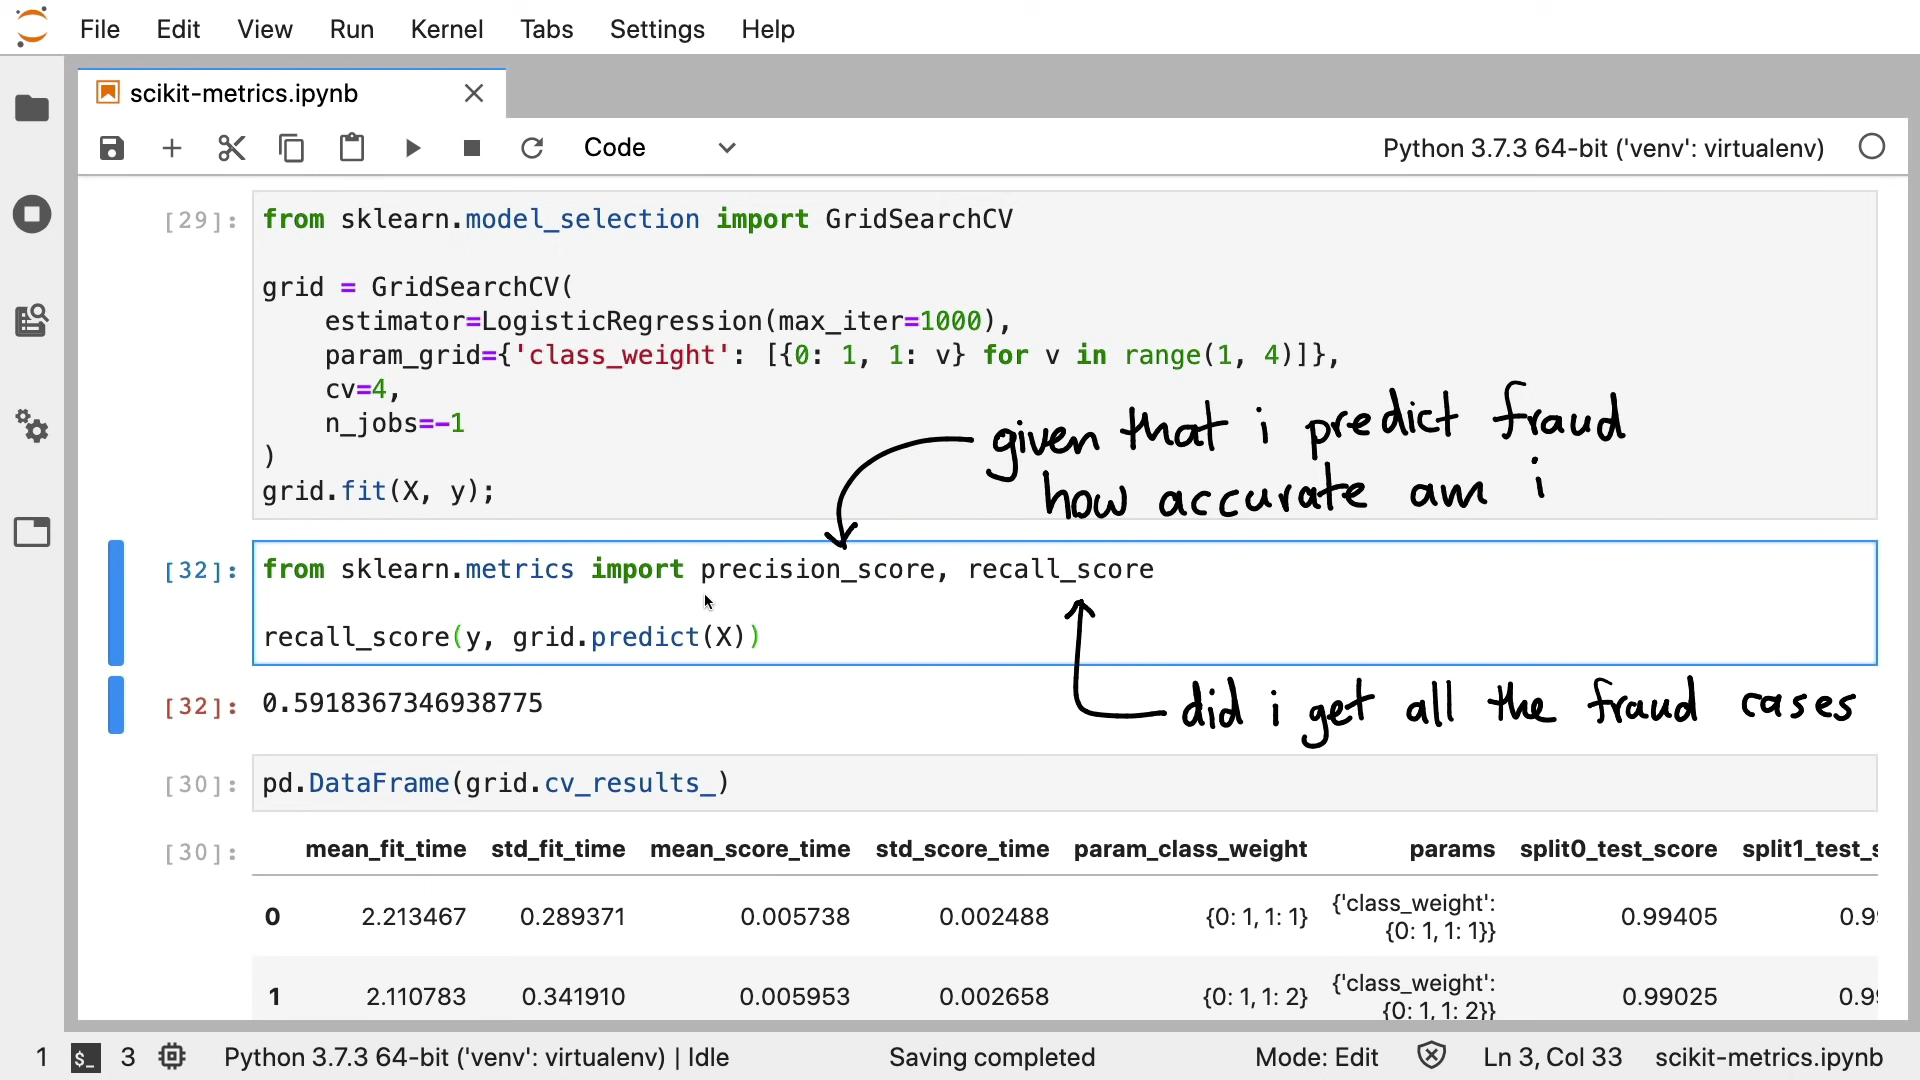 File Edit View Run Kernel Tabs Settings Help
scikit-metrics.ipynb
Code
Python 3.7.3 64-bit ('venv': virtualenv)
[29]:
from sklearn.model_selection import GridSearchCV
grid = GridSearchCV(
    estimator=LogisticRegression(max_iter=1000),
    param_grid={'class_weight': [{0: 1, 1: v} for v in range(1, 4)]},
    cv=4,
    n_jobs=-1
)
grid.fit(X, y);
given that i predict fraud
how accurate am i
[32]:
from sklearn.metrics import precision_score, recall_score
recall_score(y, grid.predict(X))
[32]: 0.5918367346938775
did i get all the fraud cases
[30]: pd.DataFrame(grid.cv_results_)
[30]:
mean_fit_time std_fit_time mean_score_time std_score_time param_class_weight params split0_test_score split1_test_s
0 2.213467 0.289371 0.005738 0.002488 {0: 1, 1: 1} {'class_weight': {0: 1, 1: 1}} 0.99405 0.99
1 2.110783 0.341910 0.005953 0.002658 {0: 1, 1: 2} {'class_weight': {0: 1, 1: 2}} 0.99025 0.99
1 $_ 3 Python 3.7.3 64-bit ('venv': virtualenv) | Idle Saving completed Mode: Edit Ln 3, Col 33 scikit-metrics.ipynb